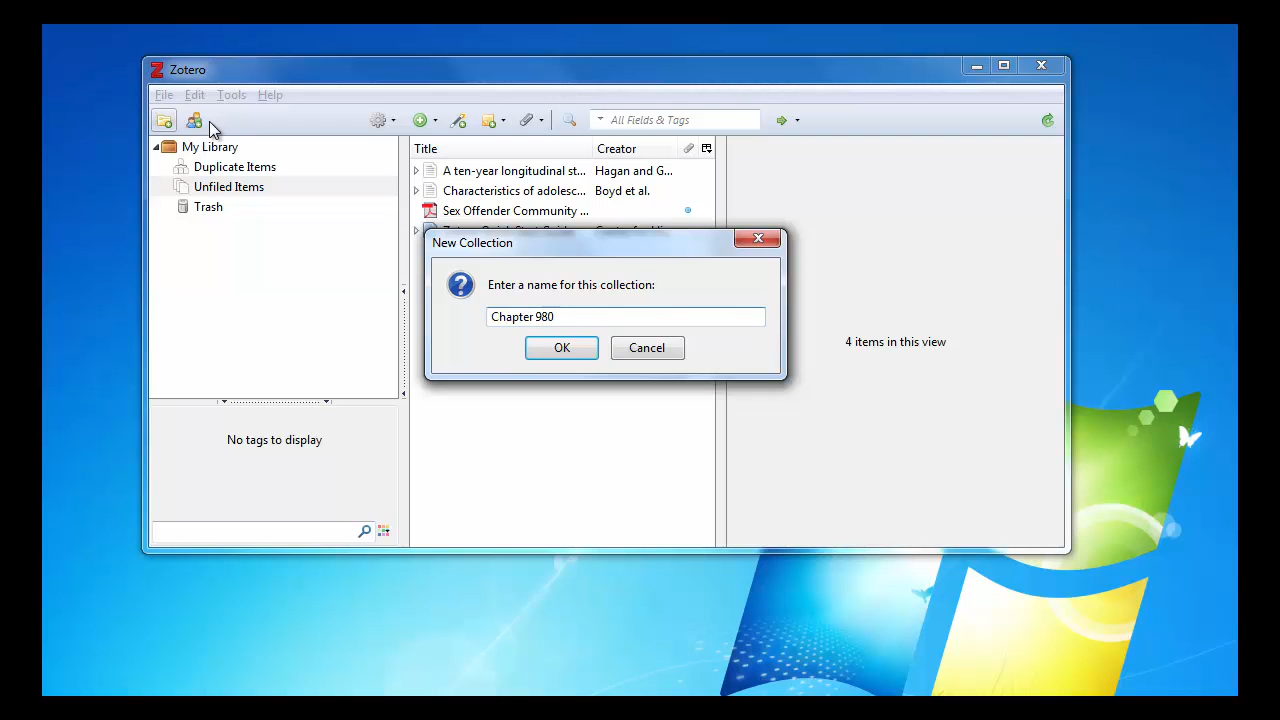 Zotero
File Edit Tools Help
All Fields & Tags
My Library
Duplicate Items
Unfiled Items
Trash
Title Creator
A ten-year longitudinal st... Hagan and G...
Characteristics of adolesc... Boyd et al.
Sex Offender Community ...
New Collection
Enter a name for this collection:
Chapter 980
OK Cancel
4 items in this view
No tags to display